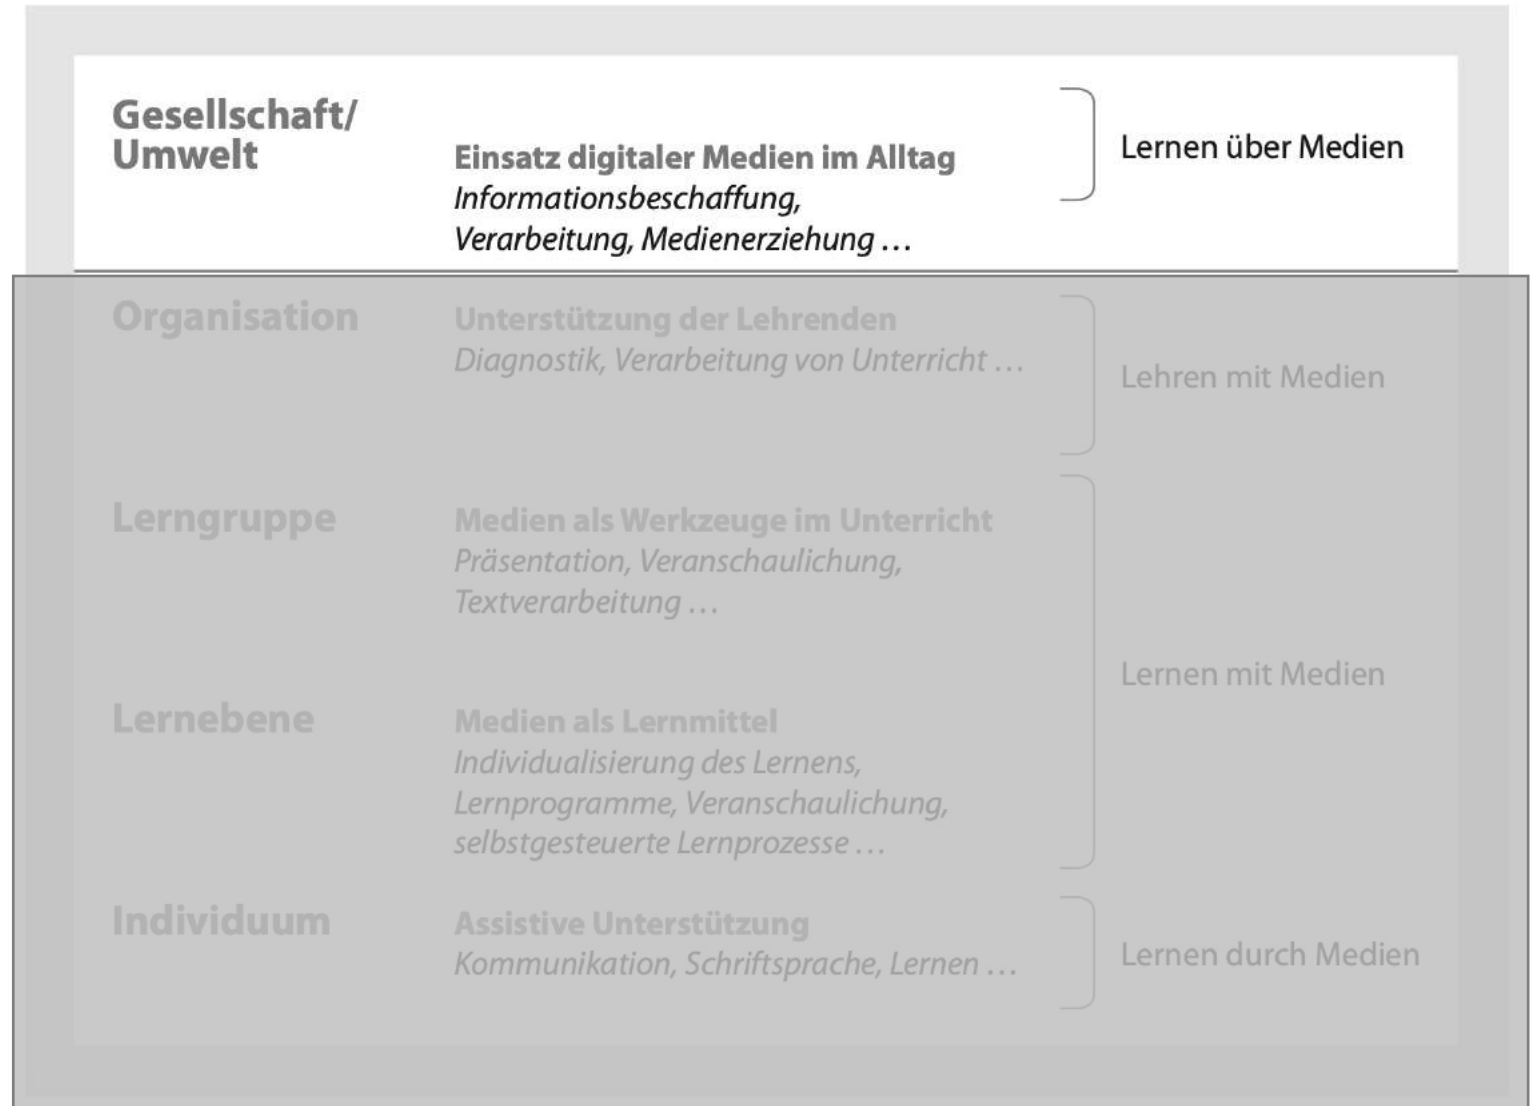 Gesellschaft/
Umwelt
Einsatz digitaler Medien im Alltag
Informationsbeschaffung,
Verarbeitung, Medienerziehung …
Lernen über Medien
Organisation
Unterstützung der Lehrenden
Diagnostik, Verarbeitung von Unterricht …
Lehren mit Medien
Lerngruppe
Medien als Werkzeuge im Unterricht
Präsentation, Veranschaulichung,
Textverarbeitung …
Lernen mit Medien
Lernebene
Medien als Lernmittel
Individualisierung des Lernens,
Lernprogramme, Veranschaulichung,
selbstgesteuerte Lernprozesse …
Individuum
Assistive Unterstützung
Kommunikation, Schriftsprache, Lernen …
Lernen durch Medien